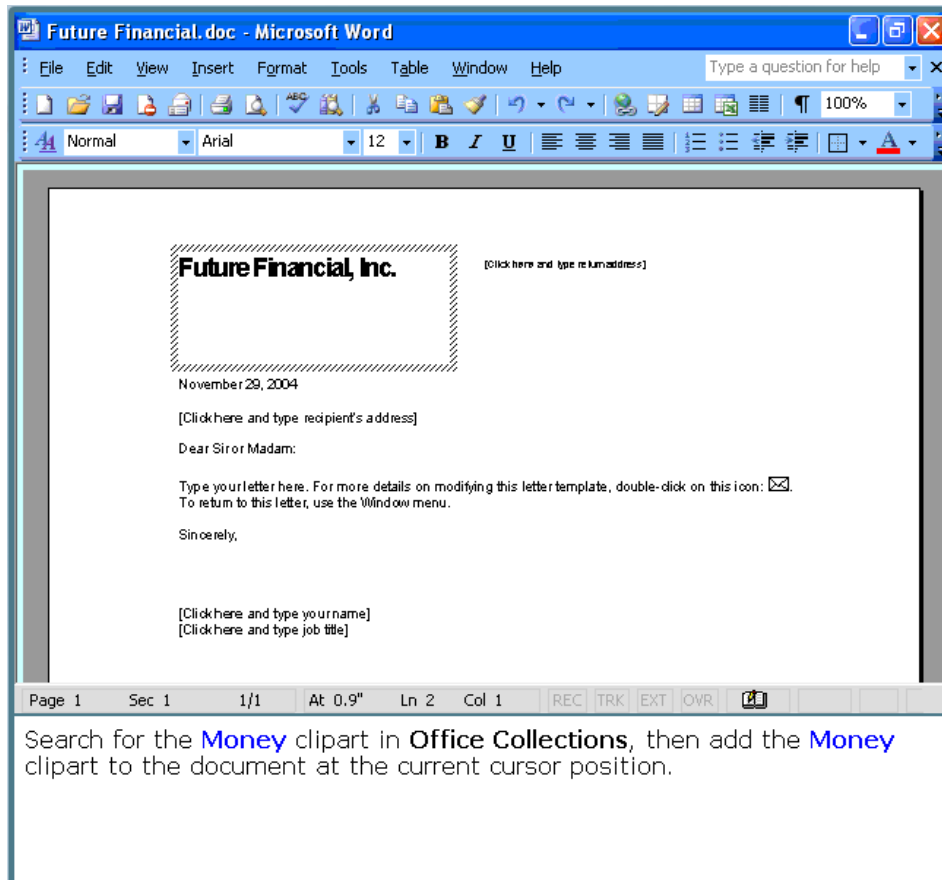 Future Financial.doc - Microsoft Word
File Edit View Insert Format Tools Table Window Help Type a question for help
ABC 100%
Normal Arial 12 B I U A
Future Financial, Inc.
[Click here and type return address]
November 29, 2004
[Click here and type recipient's address]
Dear Sir or Madam:
Type your letter here. For more details on modifying this letter template, double-click on this icon: .
To return to this letter, use the Window menu.
Sincerely,
[Click here and type your name]
[Click here and type job title]
Page 1 Sec 1 1/1 At 0.9" Ln 2 Col 1 REC TRK EXT OVR
Search for the Money clipart in Office Collections, then add the Money
clipart to the document at the current cursor position.